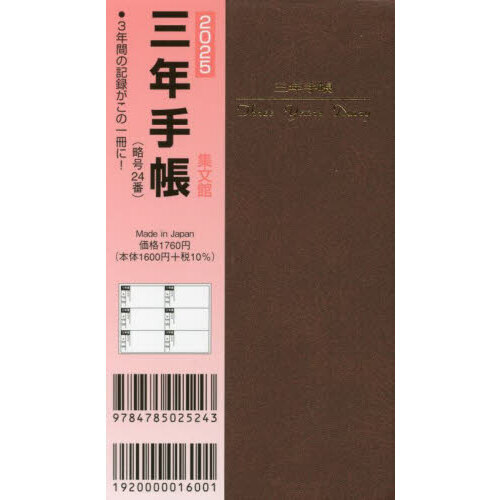 2025
三年手帳
集文館
●3年間の記録がこの一冊に！
（略号24番）
Made in Japan
価格1760円
（本体1600円＋税10%）
9784785025243
1920000016001
三年手帳
Three Years Diary